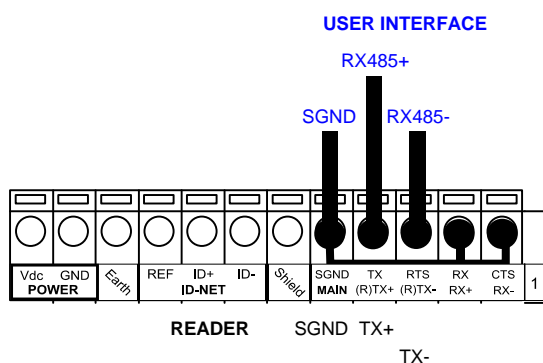 USER INTERFACE
RX485+
SGND RX485-
Vdc GND Earth REF ID+ ID- Shield SGND TX RTS RX CTS
POWER ID-NET MAIN (R)TX+ (R)TX- RX+ RX- 1
READER SGND TX+
TX-